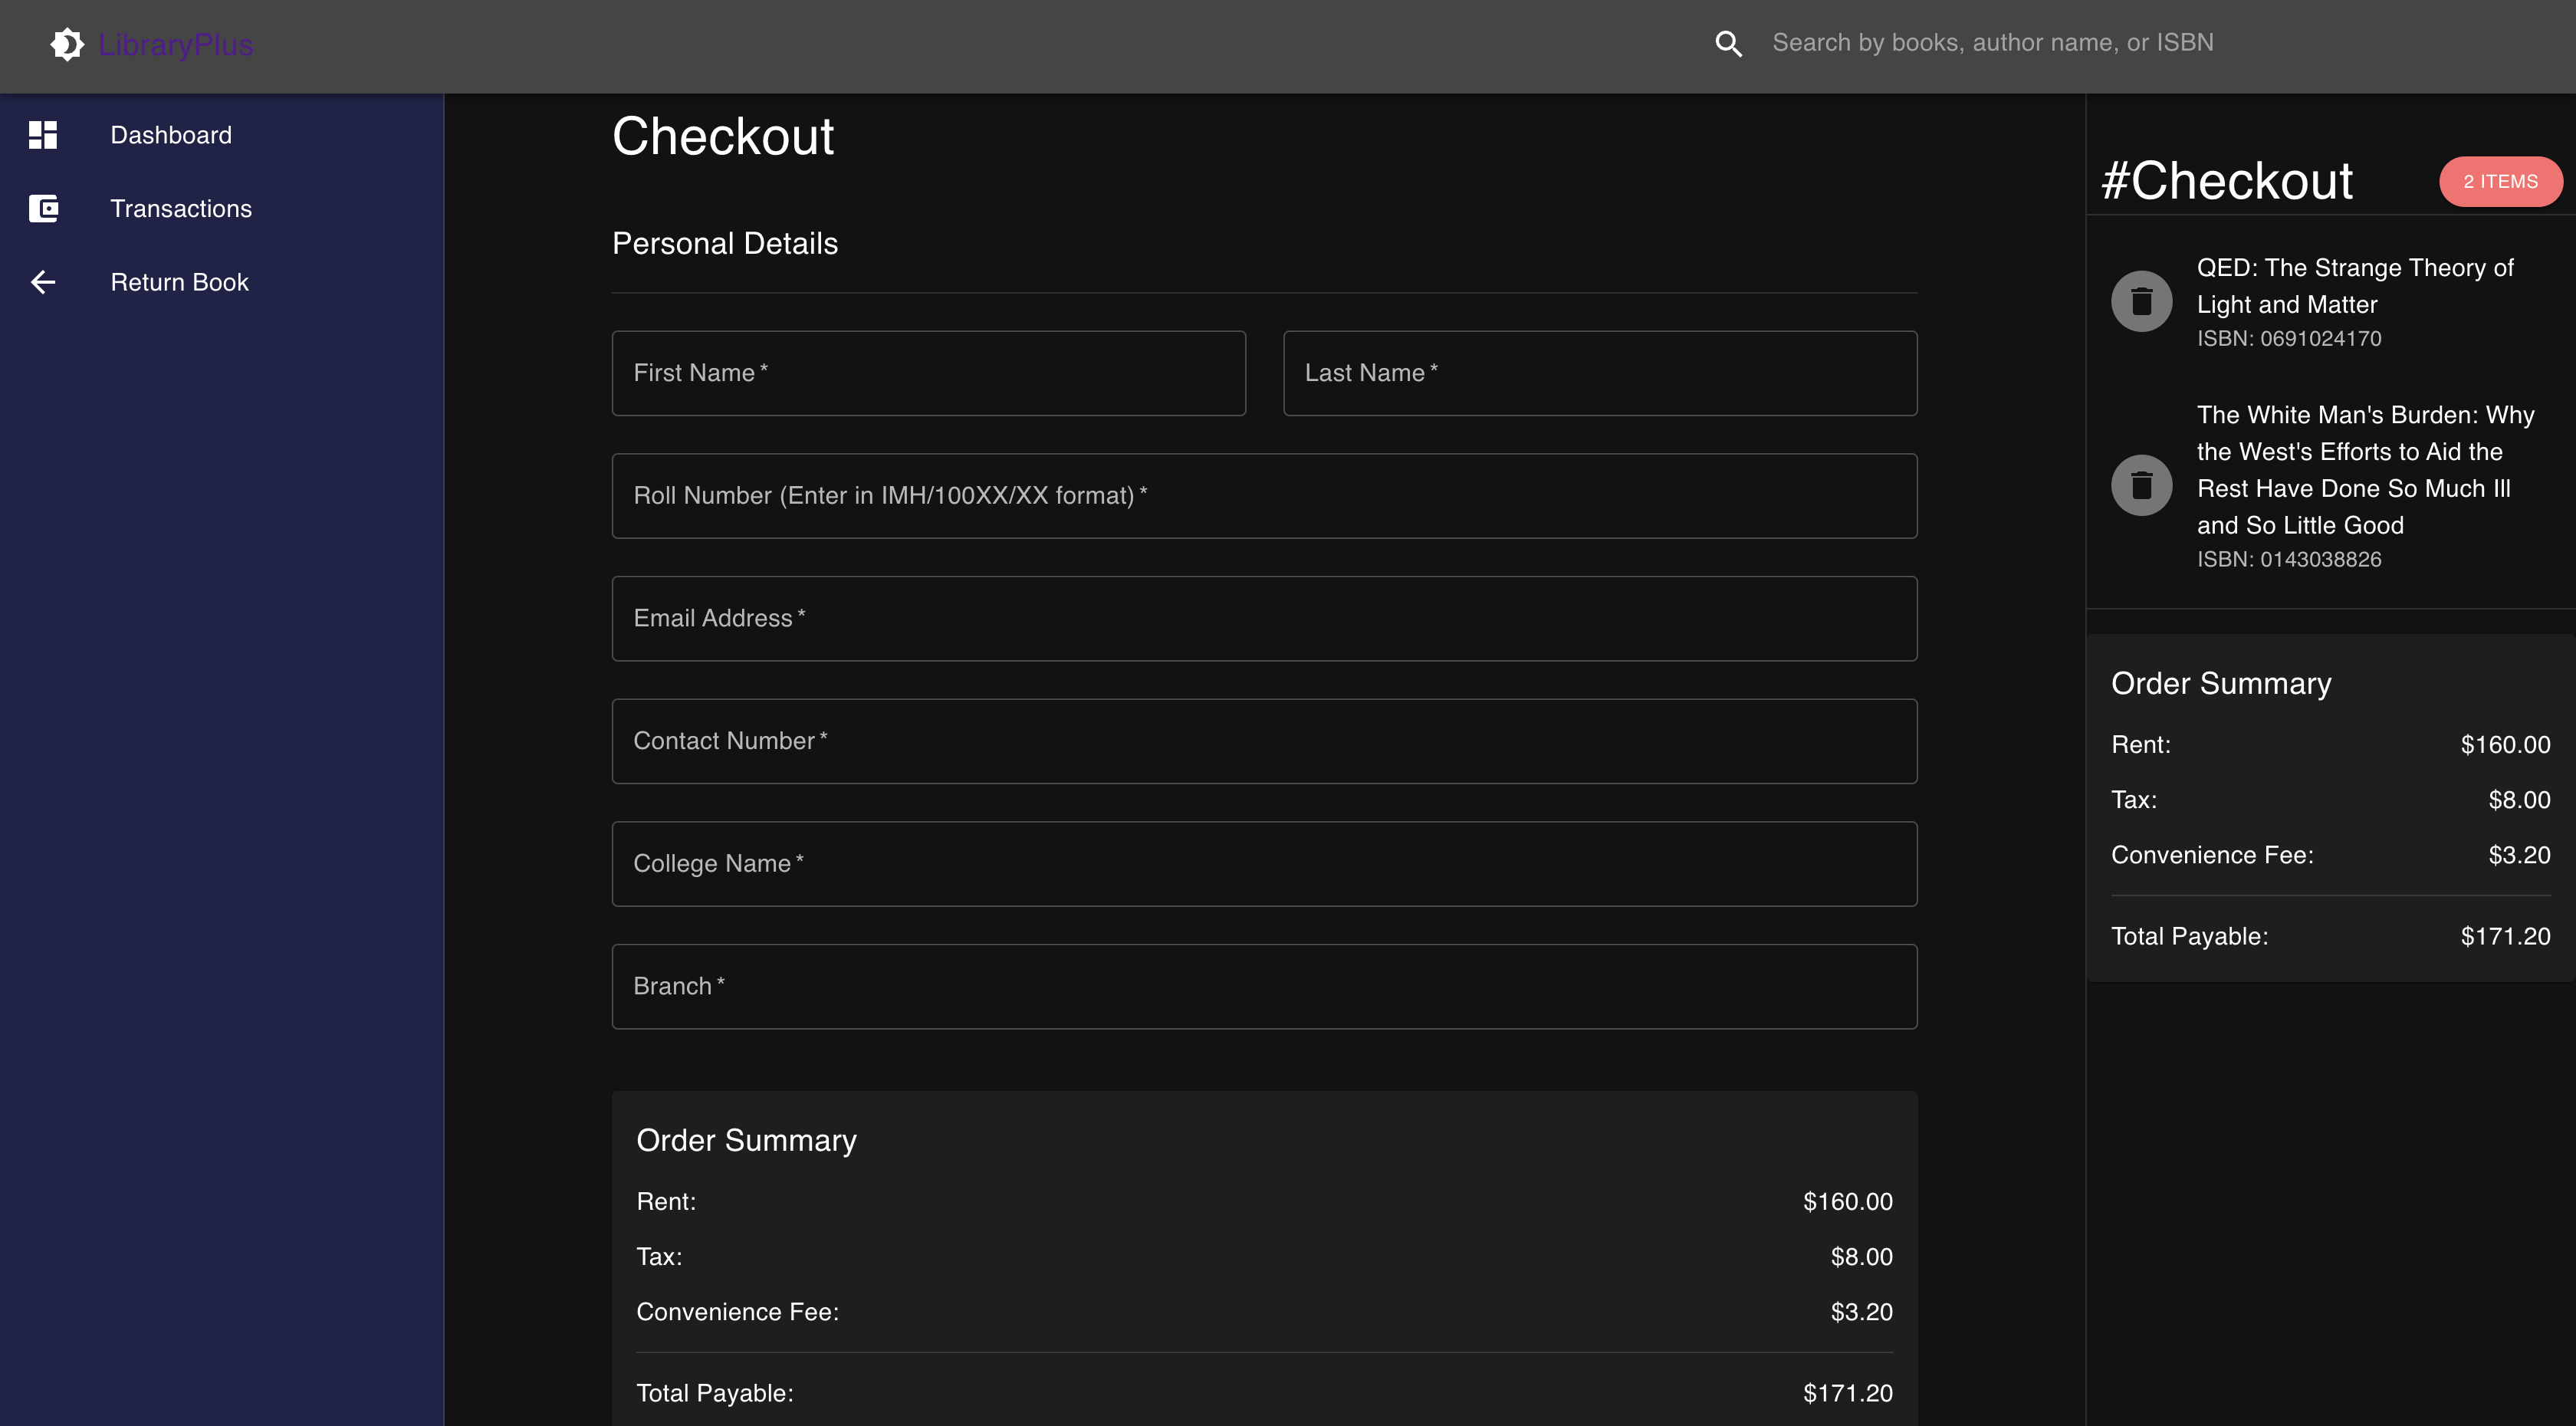 LibraryPlus
Search by books, author name, or ISBN
Dashboard
Transactions
Return Book
Checkout
Personal Details
First Name *
Last Name *
Roll Number (Enter in IMH/100XX/XX format) *
Email Address *
Contact Number *
College Name *
Branch *
Order Summary
Rent: $160.00
Tax: $8.00
Convenience Fee: $3.20
Total Payable: $171.20
#Checkout
2 ITEMS
QED: The Strange Theory of
Light and Matter
ISBN: 0691024170
The White Man's Burden: Why
the West's Efforts to Aid the
Rest Have Done So Much Ill
and So Little Good
ISBN: 0143038826
Order Summary
Rent: $160.00
Tax: $8.00
Convenience Fee: $3.20
Total Payable: $171.20